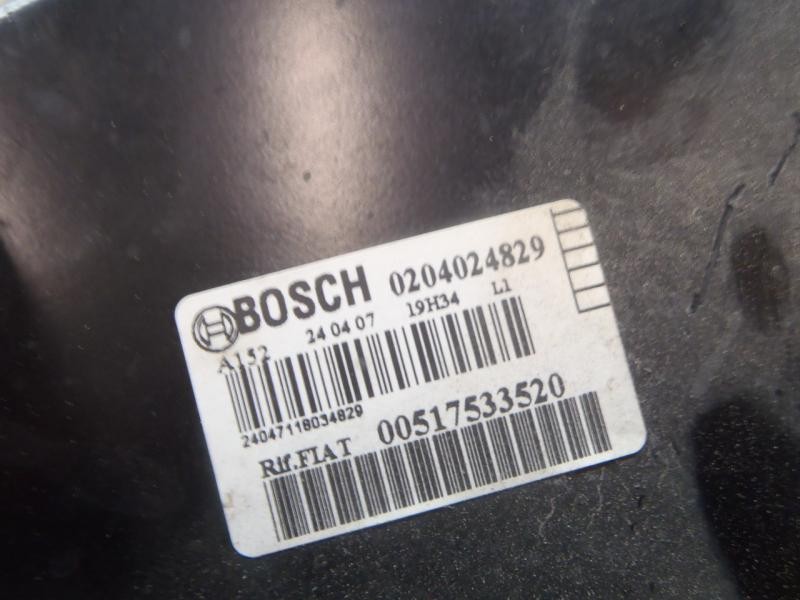 BOSCH 0204024829
A152 24 04 07 19H34 L1
24047118034829
Rif.FIAT 00517533520